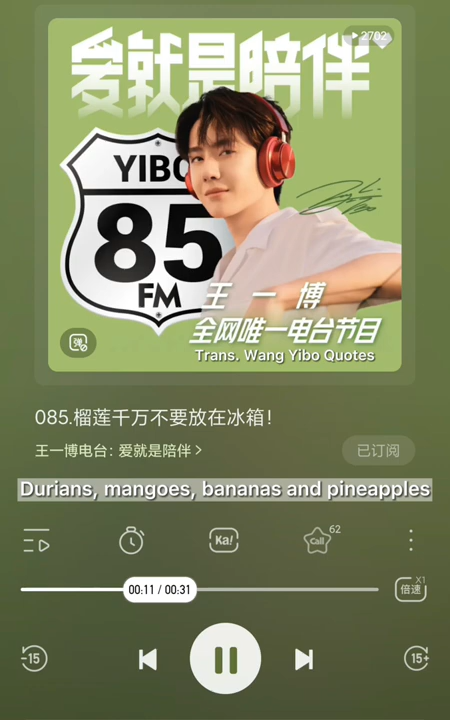 2702
爱就是陪伴
YIBO
85
FM
王一博
全网唯一电台节目
Trans. Wang Yibo Quotes
弹
085.榴莲千万不要放在冰箱!
王一博电台: 爱就是陪伴 >
已订阅
Durians, mangoes, bananas and pineapples
Ka!
Call
62
00:11 / 00:31
倍速
X1
-15
15+